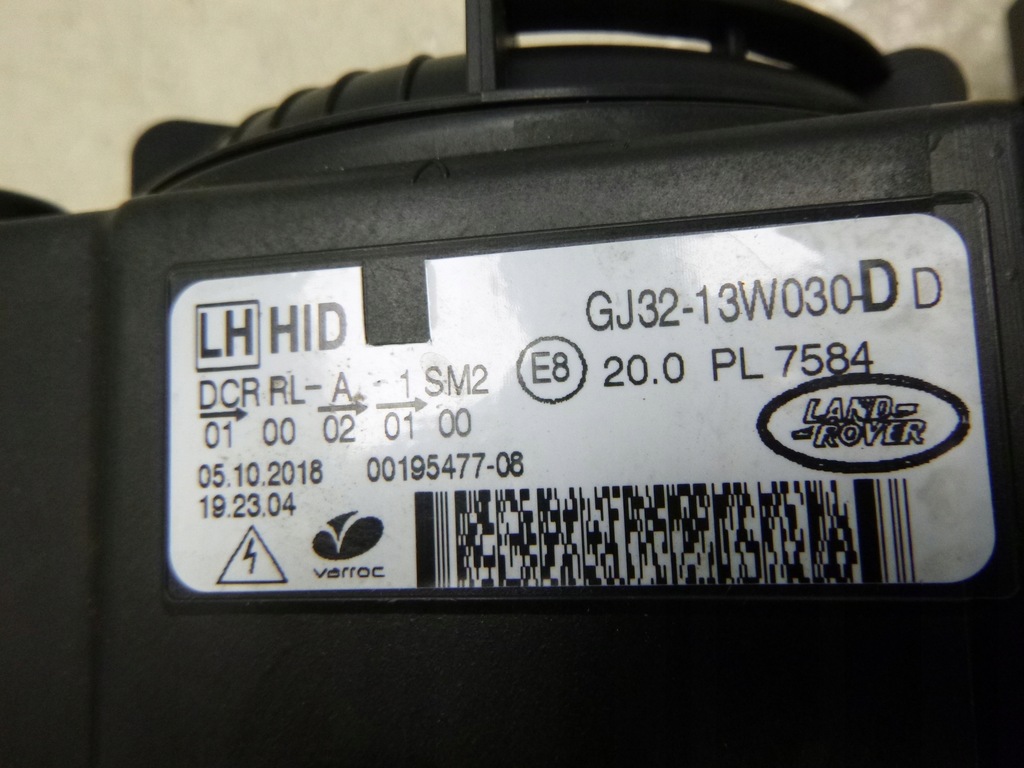 LH HID
GJ32-13W030-D D
DCR RL- A - 1 SM2
01 00 02 01 00
E8 20.0 PL 7584
LAND-
-ROVER
05.10.2018 00195477-08
19.23.04
varroc